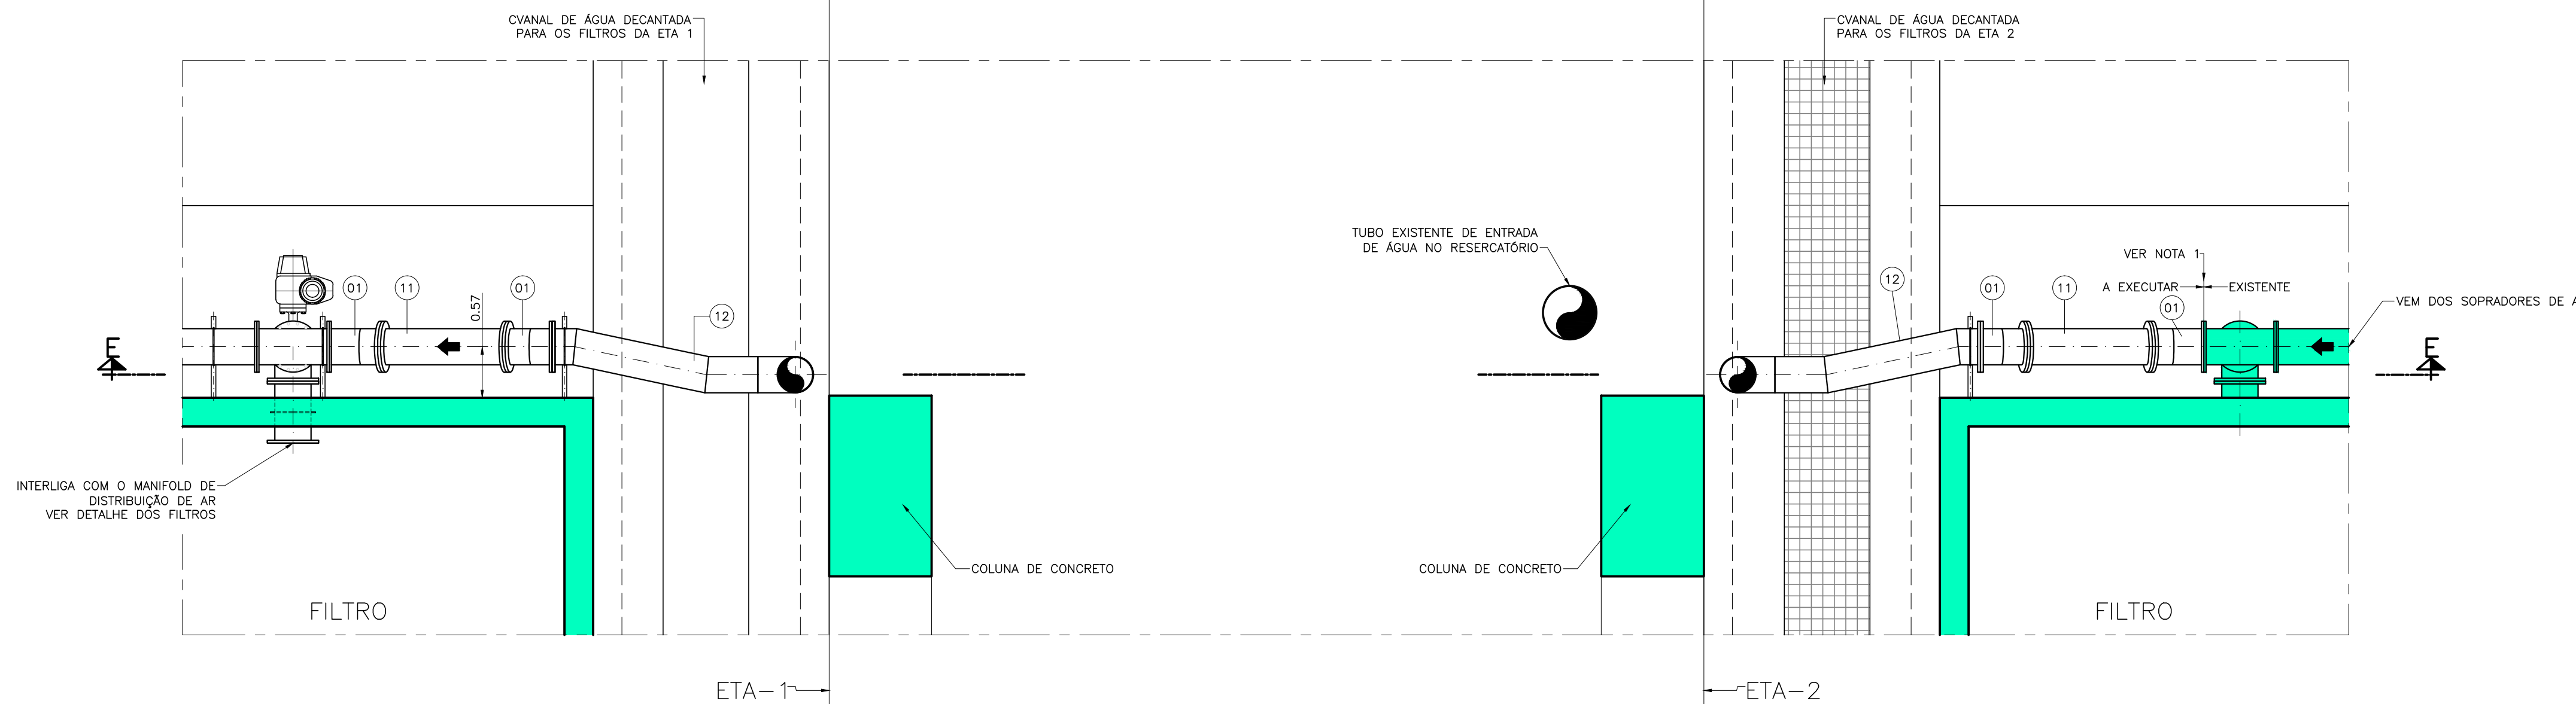 CVANAL DE ÁGUA DECANTADA
PARA OS FILTROS DA ETA 1
CVANAL DE ÁGUA DECANTADA
PARA OS FILTROS DA ETA 2
TUBO EXISTENTE DE ENTRADA
DE ÁGUA NO RESERCATÓRIO
VER NOTA 1
A EXECUTAR
EXISTENTE
VEM DOS SOPRADORES DE A
01
11
01
0.57
12
12
01
11
01
E
E
INTERLIGA COM O MANIFOLD DE
DISTRIBUIÇÃO DE AR
VER DETALHE DOS FILTROS
COLUNA DE CONCRETO
COLUNA DE CONCRETO
FILTRO
FILTRO
ETA-1
ETA-2